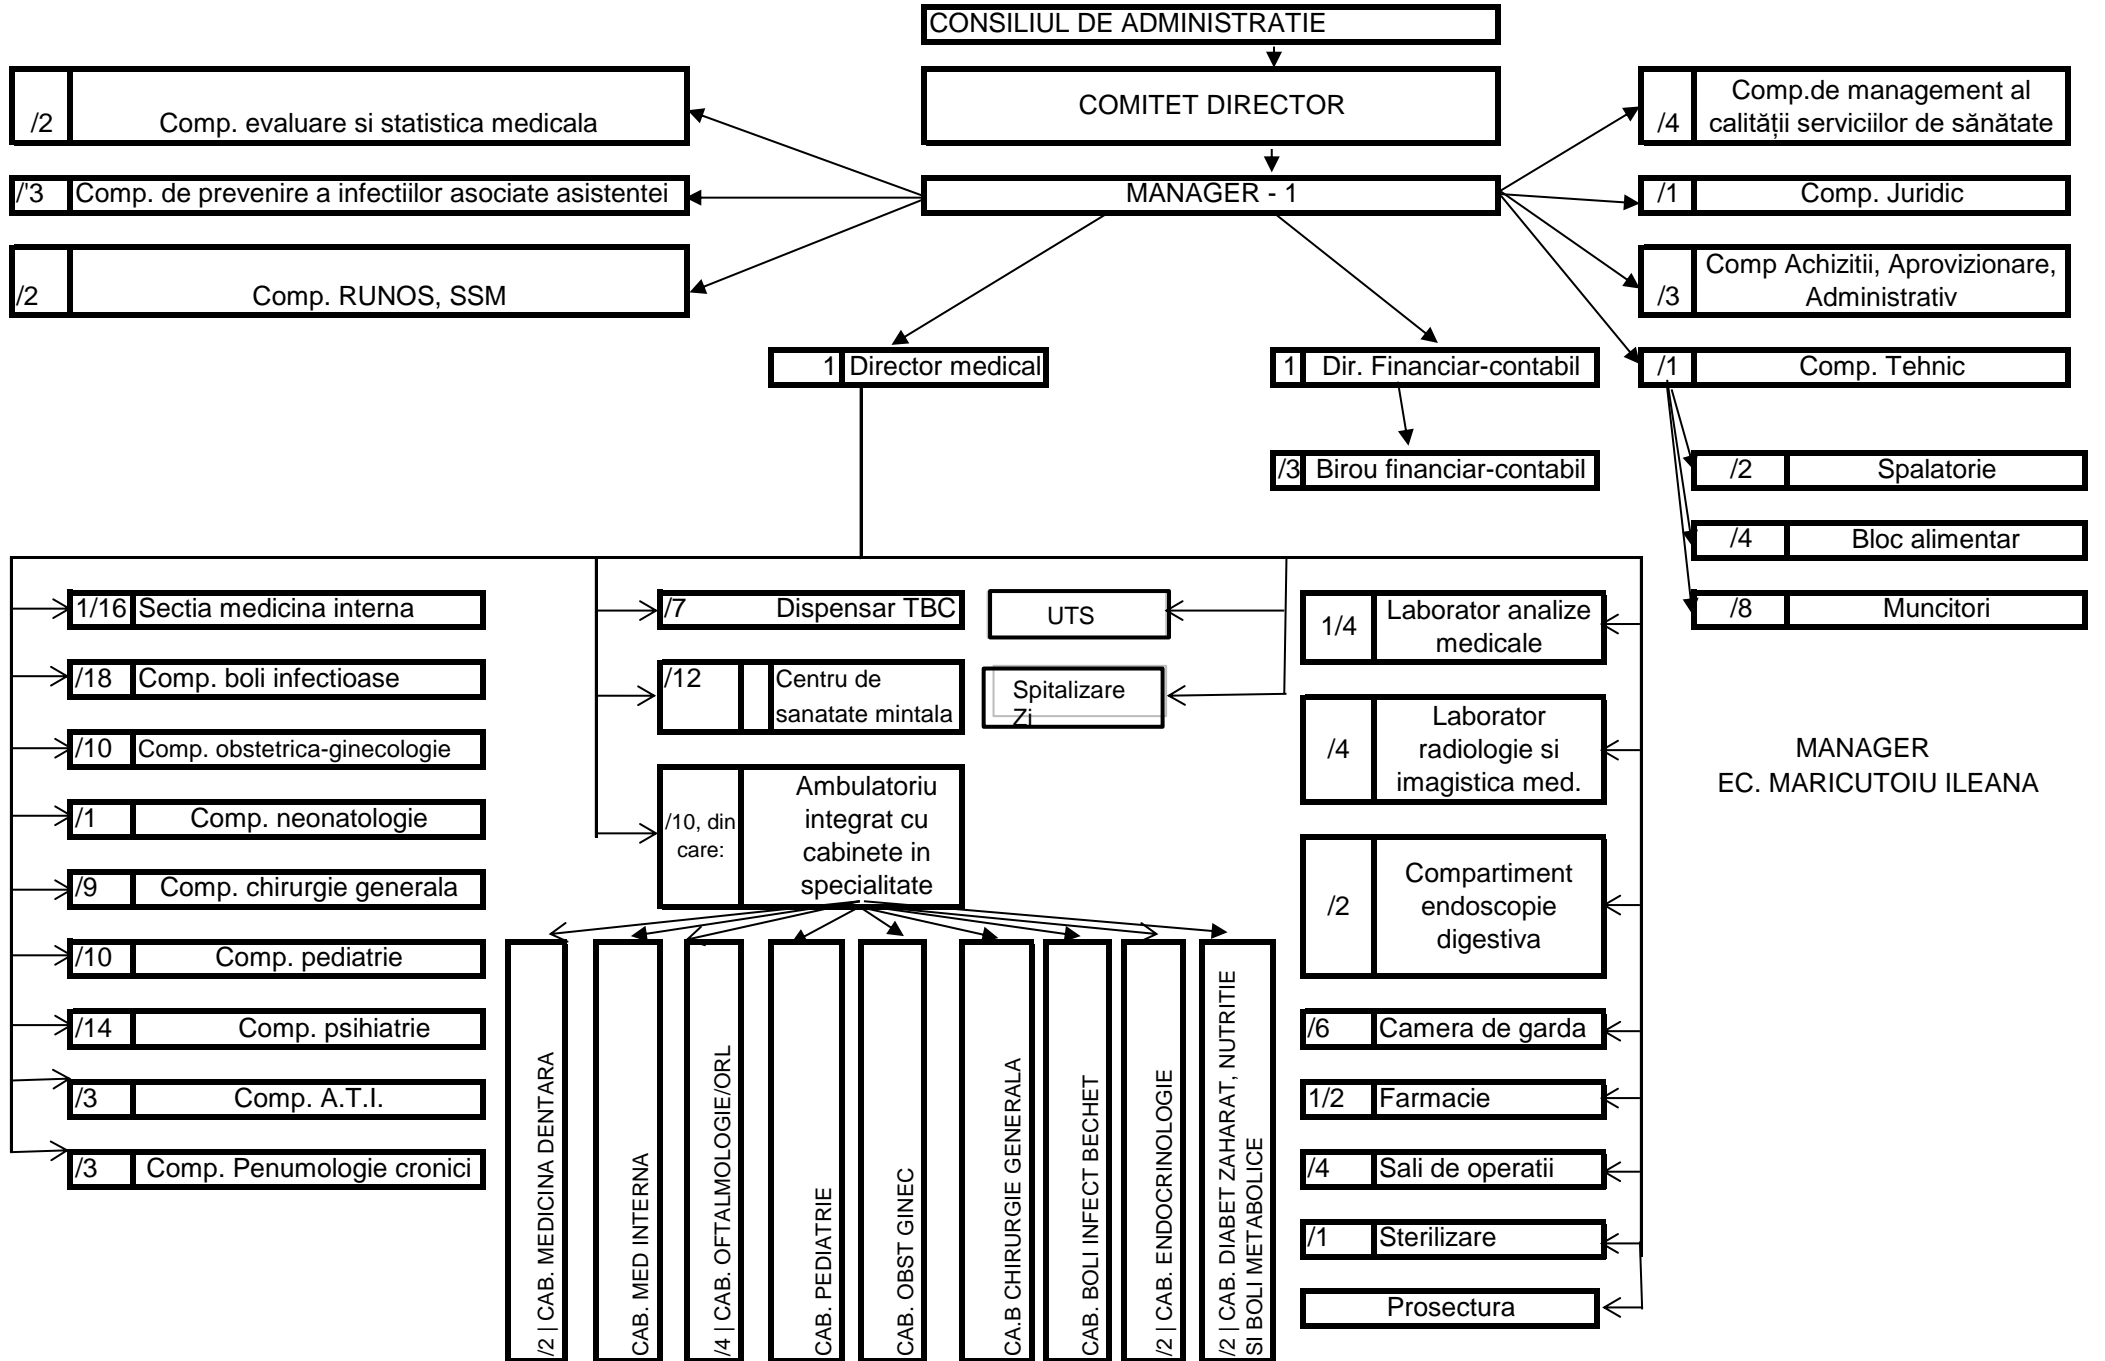 CONSILIUL DE ADMINISTRATIE
COMITET DIRECTOR
MANAGER - 1
/2 Comp. evaluare si statistica medicala
/'3 Comp. de prevenire a infectiilor asociate asistentei
/2 Comp. RUNOS, SSM
Comp.de management al
/4 calității serviciilor de sănătate
/1 Comp. Juridic
Comp Achizitii, Aprovizionare,
/3 Administrativ
1 Director medical
1 Dir. Financiar-contabil
/1 Comp. Tehnic
/3 Birou financiar-contabil
/2 Spalatorie
/4 Bloc alimentar
/8 Muncitori
1/16 Sectia medicina interna
/18 Comp. boli infectioase
/10 Comp. obstetrica-ginecologie
/1 Comp. neonatologie
/9 Comp. chirurgie generala
/10 Comp. pediatrie
/14 Comp. psihiatrie
/3 Comp. A.T.I.
/3 Comp. Penumologie cronici
/7 Dispensar TBC
/12 Centru de
sanatate mintala
/10, din
care:
Ambulatoriu
integrat cu
cabinete in
specialitate
UTS
Spitalizare
Zi
/2 | CAB. MEDICINA DENTARA
CAB. MED INTERNA
/4 | CAB. OFTALMOLOGIE/ORL
CAB. PEDIATRIE
CAB. OBST GINEC
CA.B CHIRURGIE GENERALA
CAB. BOLI INFECT BECHET
/2 | CAB. ENDOCRINOLOGIE
/2 | CAB. DIABET ZAHARAT, NUTRITIE
SI BOLI METABOLICE
1/4 Laborator analize
medicale
Laborator
/4 radiologie si
imagistica med.
Compartiment
/2 endoscopie
digestiva
/6 Camera de garda
1/2 Farmacie
/4 Sali de operatii
/1 Sterilizare
Prosectura
MANAGER
EC. MARICUTOIU ILEANA